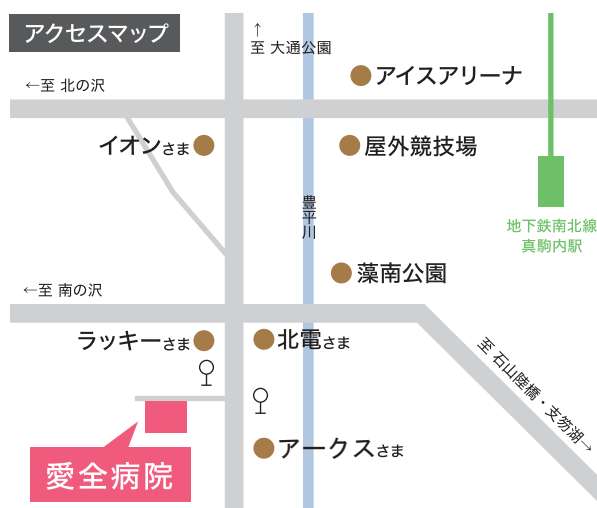 アクセスマップ
↑
至 大通公園
アイスアリーナ
←至 北の沢
イオンさま
屋外競技場
豊平川
地下鉄南北線
真駒内駅
藻南公園
←至 南の沢
ラッキーさま
北電さま
至 石山陸橋・支笏湖→
アークスさま
愛全病院